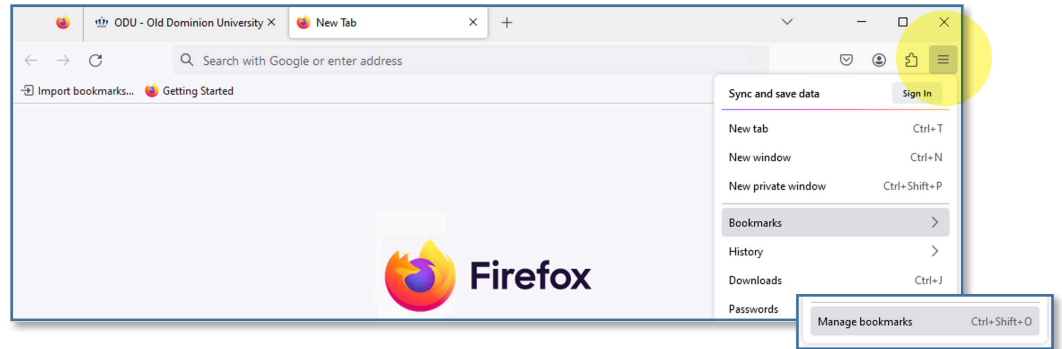 ODU - Old Dominion University
New Tab
Search with Google or enter address
Import bookmarks...
Getting Started
Sync and save data
Sign In
New tab Ctrl+T
New window Ctrl+N
New private window Ctrl+Shift+P
Bookmarks
History
Downloads Ctrl+J
Passwords
Firefox
Manage bookmarks Ctrl+Shift+O